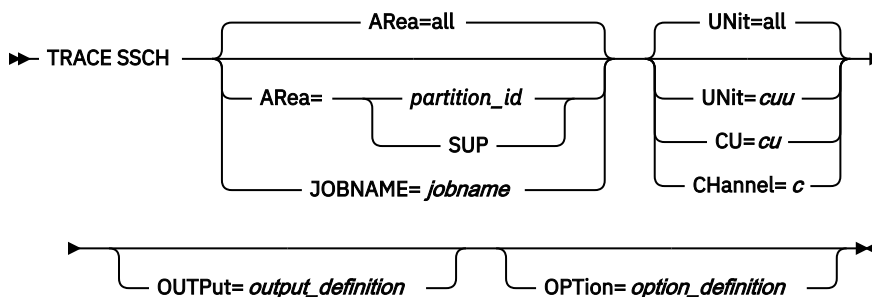 ARea=all UNit=all
TRACE SSCH
ARea= partition_id UNit=cuu
SUP CU=cu
JOBNAME= jobname CHannel= c
OUTPut= output_definition OPTion= option_definition